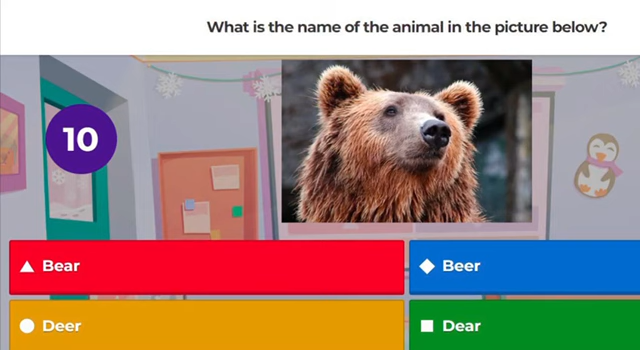 What is the name of the animal in the picture below?
10
Bear
Beer
Deer
Dear